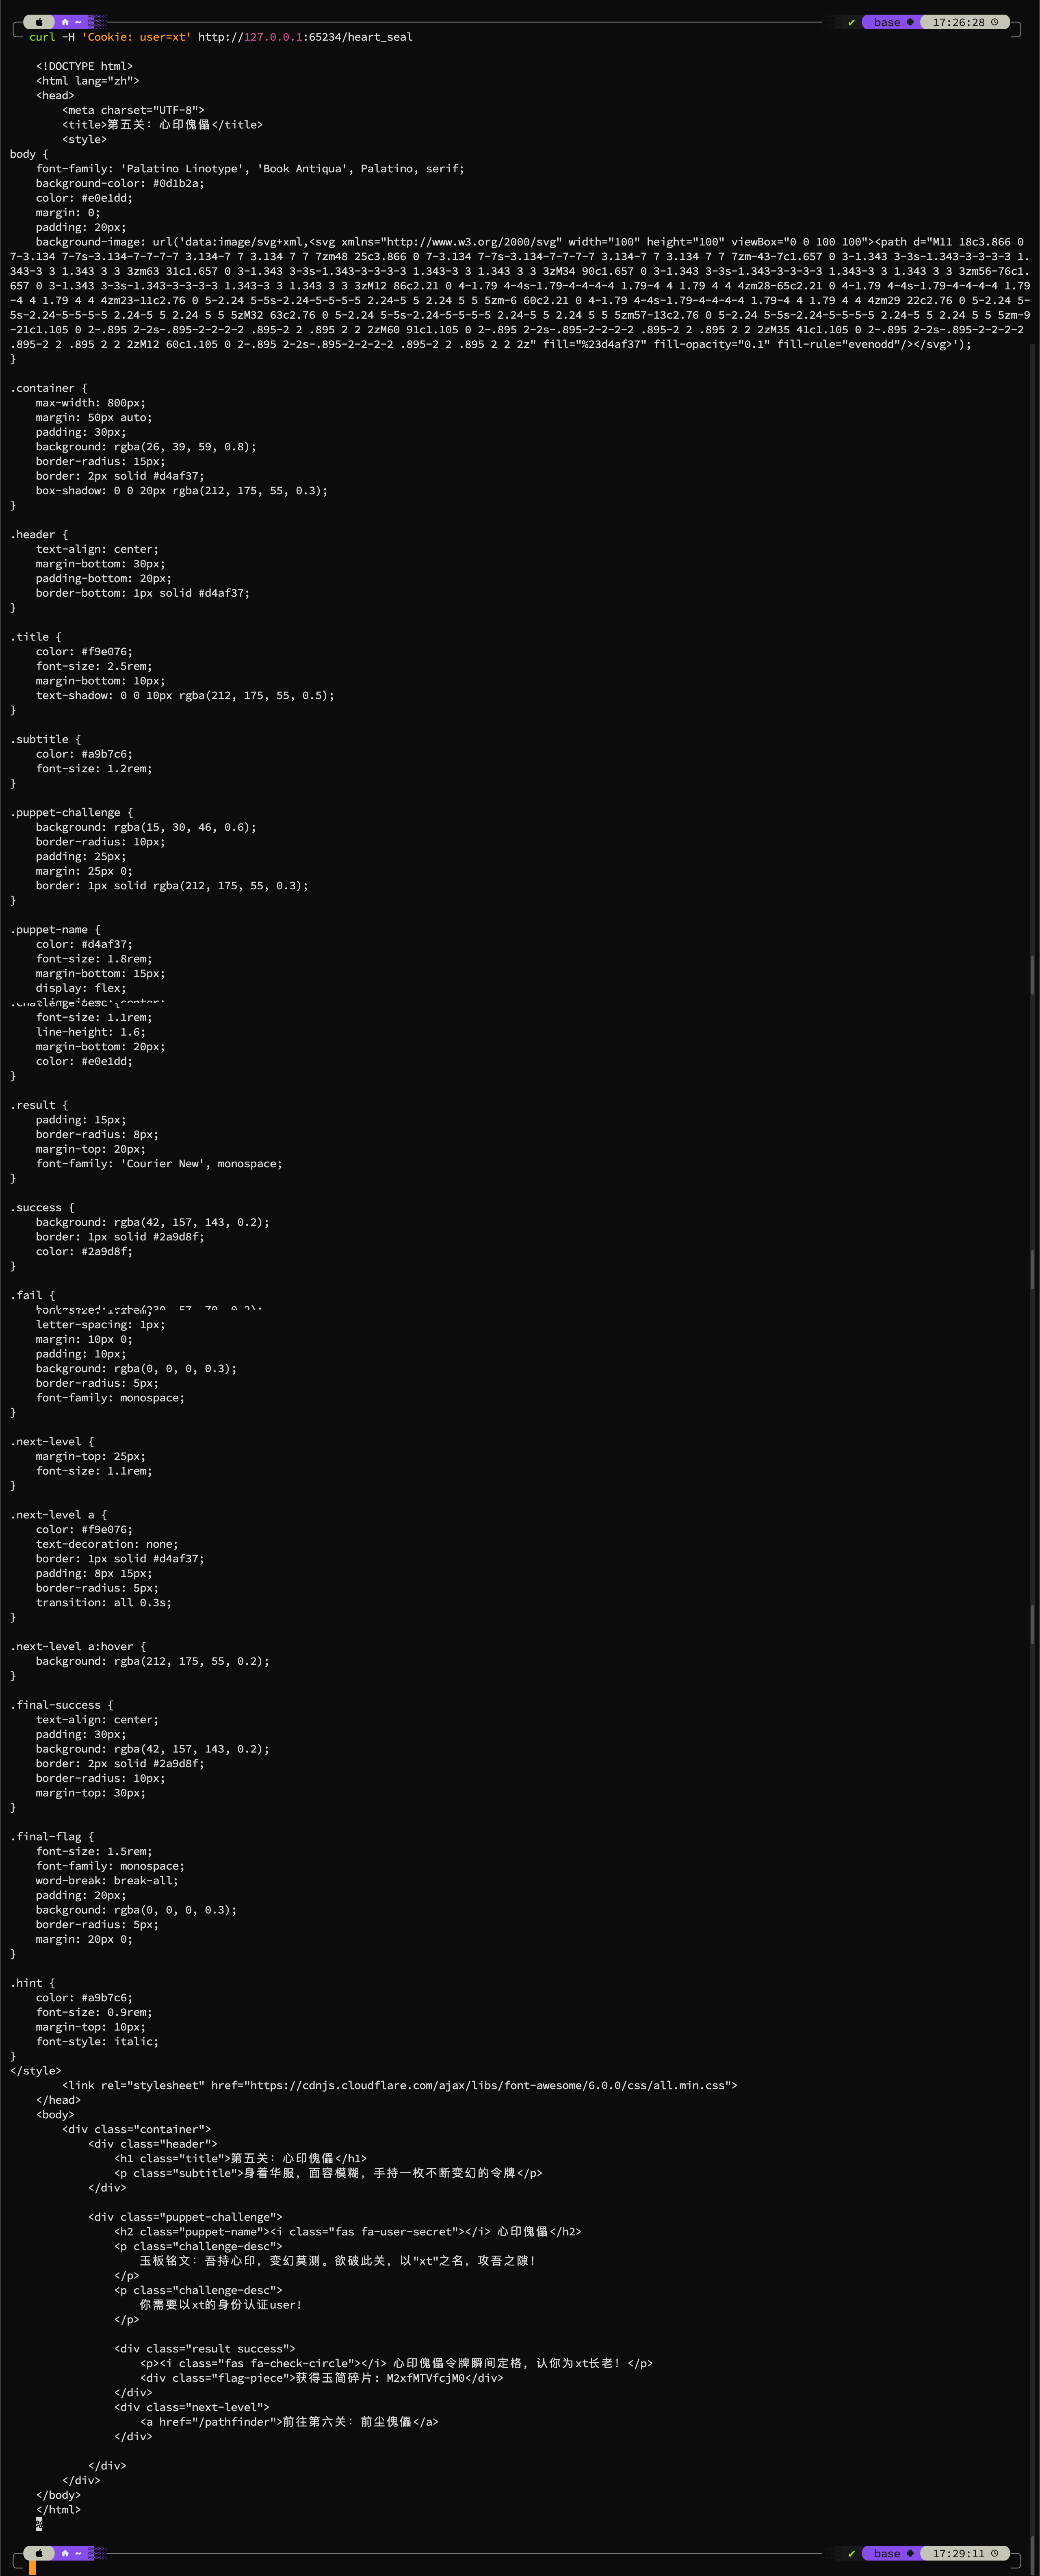 ~ ✔ base 17:26:28
curl -H 'Cookie: user=xt' http://127.0.0.1:65234/heart_seal
<!DOCTYPE html>
<html lang="zh">
<head>
<meta charset="UTF-8">
<title>第五关: 心印傀儡</title>
<style>
body {
font-family: 'Palatino Linotype', 'Book Antiqua', Palatino, serif;
background-color: #0d1b2a;
color: #e0e1dd;
margin: 0;
padding: 20px;
background-image: url('data:image/svg+xml,<svg xmlns="http://www.w3.org/2000/svg" width="100" height="100" viewBox="0 0 100 100"><path d="M11 18c3.866 0
7-3.134 7-7s-3.134-7-7-7-7 3.134-7 7 3.134 7 7 7zm48 25c3.866 0 7-3.134 7-7s-3.134-7-7-7-7 3.134-7 7 3.134 7 7 7zm-43-7c1.657 0 3-1.343 3-3s-1.343-3-3-3-3 1.
343-3 3 1.343 3 3 3zm63 31c1.657 0 3-1.343 3-3s-1.343-3-3-3-3 1.343-3 3 1.343 3 3 3zM34 90c1.657 0 3-1.343 3-3s-1.343-3-3-3-3 1.343-3 3 1.343 3 3 3zm56-76c1.
657 0 3-1.343 3-3s-1.343-3-3-3-3 1.343-3 3 1.343 3 3 3zM12 86c2.21 0 4-1.79 4-4s-1.79-4-4-4-4 1.79-4 4 1.79 4 4 4zm28-65c2.21 0 4-1.79 4-4s-1.79-4-4-4-4 1.79
-4 4 1.79 4 4 4zm23-11c2.76 0 5-2.24 5-5s-2.24-5-5-5-5 2.24-5 5 2.24 5 5 5zm-6 60c2.21 0 4-1.79 4-4s-1.79-4-4-4-4 1.79-4 4 1.79 4 4 4zm29 22c2.76 0 5-2.24 5-
5s-2.24-5-5-5-5 2.24-5 5 2.24 5 5 5zM32 63c2.76 0 5-2.24 5-5s-2.24-5-5-5-5 2.24-5 5 2.24 5 5 5zm57-13c2.76 0 5-2.24 5-5s-2.24-5-5-5-5 2.24-5 5 2.24 5 5 5zm-9
-21c1.105 0 2-.895 2-2s-.895-2-2-2-2 .895-2 2 .895 2 2 2zM60 91c1.105 0 2-.895 2-2s-.895-2-2-2-2 .895-2 2 .895 2 2 2zM35 41c1.105 0 2-.895 2-2s-.895-2-2-2-2
.895-2 2 .895 2 2 2zM12 60c1.105 0 2-.895 2-2s-.895-2-2-2-2 .895-2 2 .895 2 2 2z" fill="%23d4af37" fill-opacity="0.1" fill-rule="evenodd"/></svg>');
}
.container {
max-width: 800px;
margin: 50px auto;
padding: 30px;
background: rgba(26, 39, 59, 0.8);
border-radius: 15px;
border: 2px solid #d4af37;
box-shadow: 0 0 20px rgba(212, 175, 55, 0.3);
}
.header {
text-align: center;
margin-bottom: 30px;
padding-bottom: 20px;
border-bottom: 1px solid #d4af37;
}
.title {
color: #f9e076;
font-size: 2.5rem;
margin-bottom: 10px;
text-shadow: 0 0 10px rgba(212, 175, 55, 0.5);
}
.subtitle {
color: #a9b7c6;
font-size: 1.2rem;
}
.puppet-challenge {
background: rgba(15, 30, 46, 0.6);
border-radius: 10px;
padding: 25px;
margin: 25px 0;
border: 1px solid rgba(212, 175, 55, 0.3);
}
.puppet-name {
color: #d4af37;
font-size: 1.8rem;
margin-bottom: 15px;
display: flex;
font-size: 1.1rem;
line-height: 1.6;
margin-bottom: 20px;
color: #e0e1dd;
}
.result {
padding: 15px;
border-radius: 8px;
margin-top: 20px;
font-family: 'Courier New', monospace;
}
.success {
background: rgba(42, 157, 143, 0.2);
border: 1px solid #2a9d8f;
color: #2a9d8f;
}
.fail {
letter-spacing: 1px;
margin: 10px 0;
padding: 10px;
background: rgba(0, 0, 0, 0.3);
border-radius: 5px;
font-family: monospace;
}
.next-level {
margin-top: 25px;
font-size: 1.1rem;
}
.next-level a {
color: #f9e076;
text-decoration: none;
border: 1px solid #d4af37;
padding: 8px 15px;
border-radius: 5px;
transition: all 0.3s;
}
.next-level a:hover {
background: rgba(212, 175, 55, 0.2);
}
.final-success {
text-align: center;
padding: 30px;
background: rgba(42, 157, 143, 0.2);
border: 2px solid #2a9d8f;
border-radius: 10px;
margin-top: 30px;
}
.final-flag {
font-size: 1.5rem;
font-family: monospace;
word-break: break-all;
padding: 20px;
background: rgba(0, 0, 0, 0.3);
border-radius: 5px;
margin: 20px 0;
}
.hint {
color: #a9b7c6;
font-size: 0.9rem;
margin-top: 10px;
font-style: italic;
}
</style>
<link rel="stylesheet" href="https://cdnjs.cloudflare.com/ajax/libs/font-awesome/6.0.0/css/all.min.css">
</head>
<body>
<div class="container">
<div class="header">
<h1 class="title">第五关: 心印傀儡</h1>
<p class="subtitle">身着华服, 面容模糊, 手持一枚不断变幻的令牌</p>
</div>
<div class="puppet-challenge">
<h2 class="puppet-name"><i class="fas fa-user-secret"></i> 心印傀儡</h2>
<p class="challenge-desc">
玉板铭文: 吾持心印, 变幻莫测。欲破此关, 以"xt"之名, 攻吾之隙!
</p>
<p class="challenge-desc">
你需要以xt的身份认证user!
</p>
<div class="result success">
<p><i class="fas fa-check-circle"></i> 心印傀儡令牌瞬间定格, 认你为xt长老! </p>
<div class="flag-piece">获得玉简碎片: M2xfMTVfcjM0</div>
</div>
<div class="next-level">
<a href="/pathfinder">前往第六关: 前尘傀儡</a>
</div>
</div>
</div>
</body>
</html>
%
~ ✔ base 17:29:11